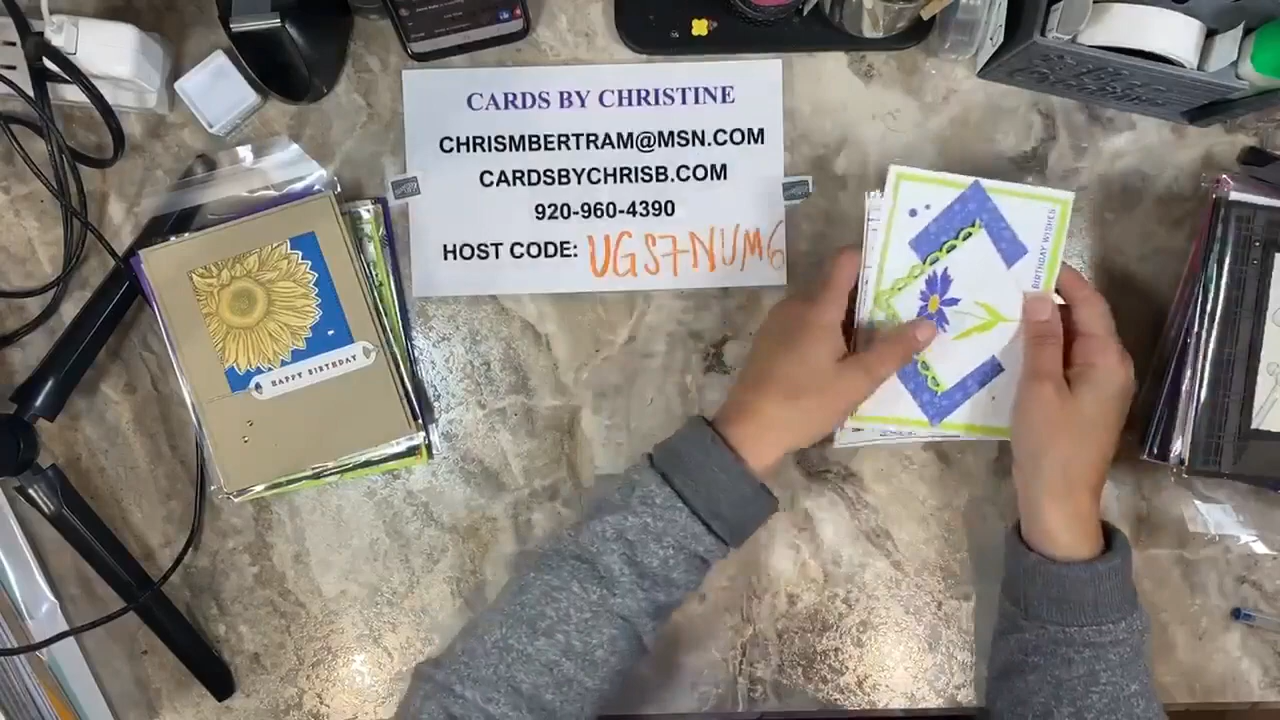 CARDS BY CHRISTINE
CHRISMBERTRAM@MSN.COM
CARDSBYCHRISB.COM
920-960-4390
HOST CODE: UGS7NUM6
HAPPY BIRTHDAY
BIRTHDAY WISHES